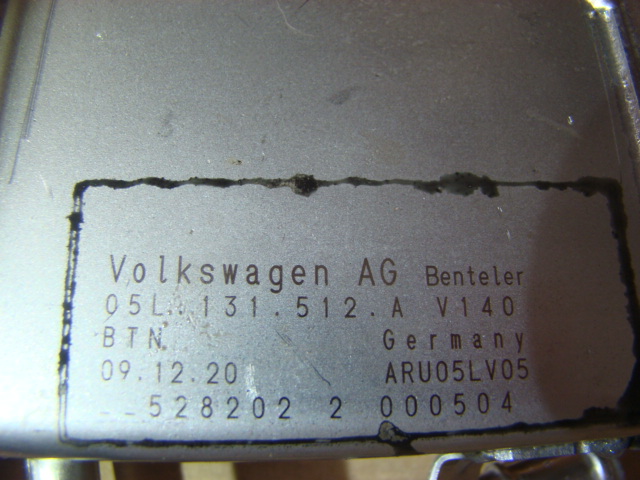 Volkswagen AG Benteler
05L.131.512.A V140
BTN Germany
09.12.20 ARU05LV05
528202 2 000504